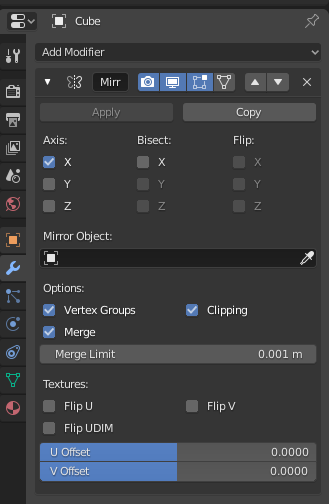 Cube
Add Modifier
Mirr
Apply Copy
Axis: Bisect: Flip:
X X X
Y Y Y
Z Z Z
Mirror Object:
Options:
Vertex Groups Clipping
Merge
Merge Limit 0.001 m
Textures:
Flip U Flip V
Flip UDIM
U Offset 0.0000
V Offset 0.0000